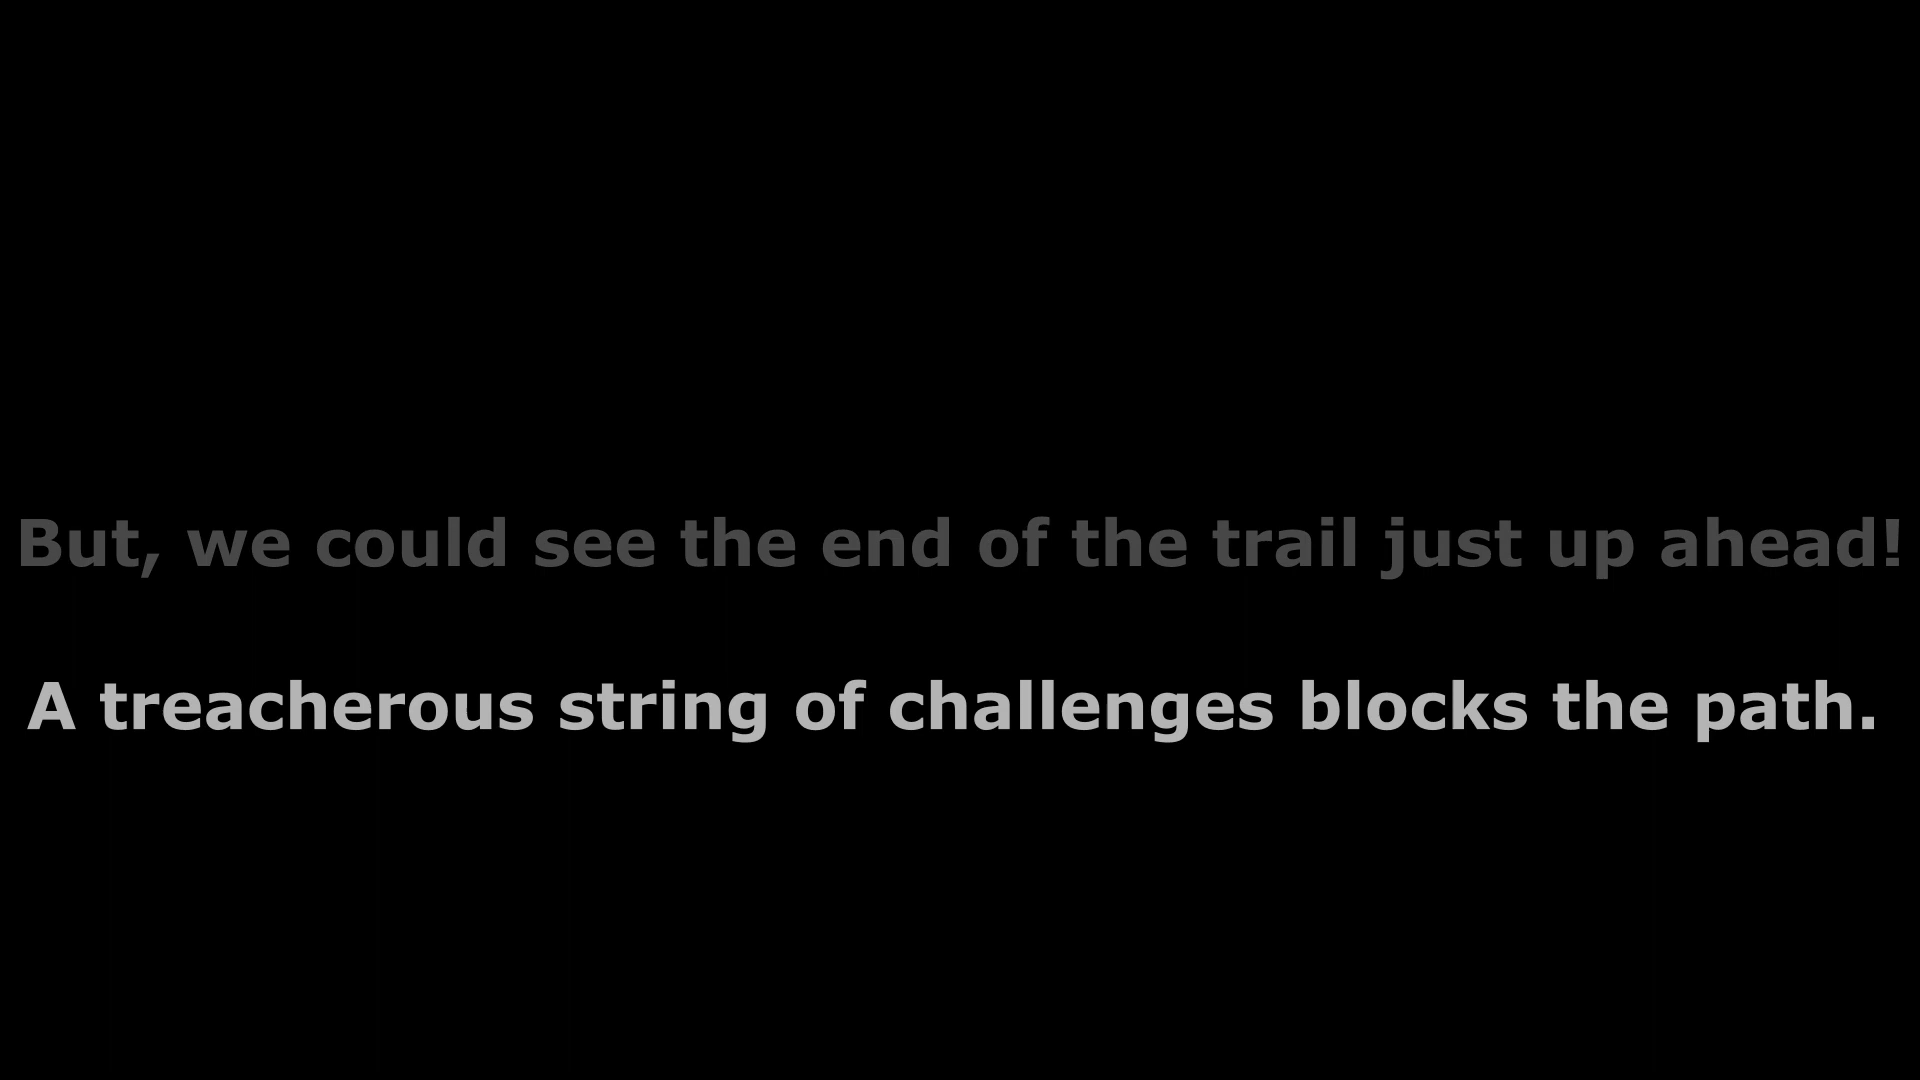 But, we could see the end of the trail just up ahead!
A treacherous string of challenges blocks the path.